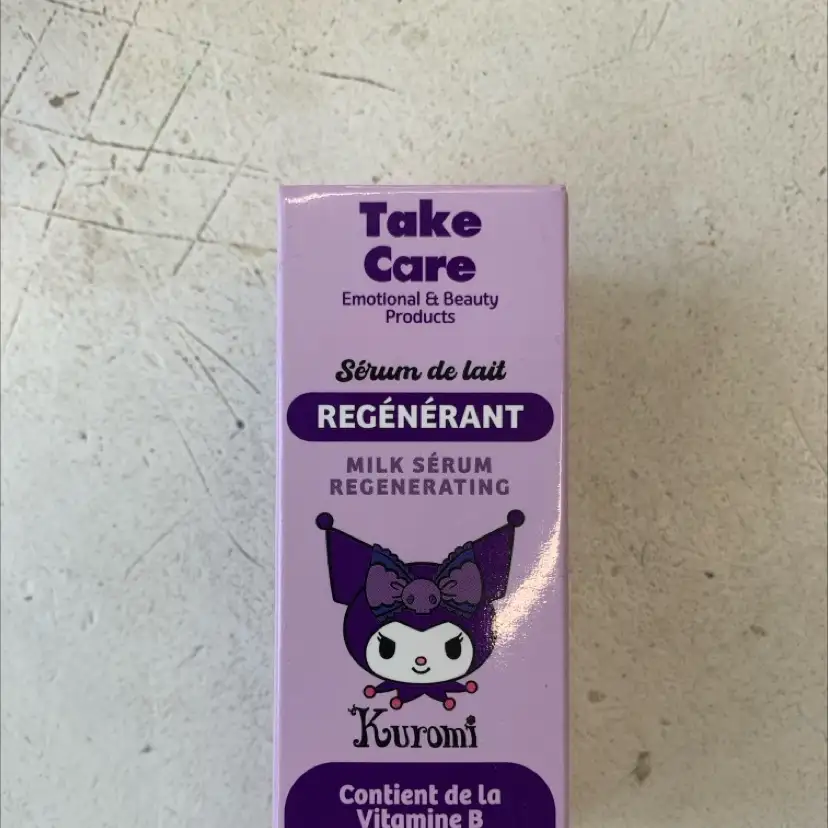 Take
Care
Emotional & Beauty
Products
Sérum de lait
REGÉNÉRANT
MILK SÉRUM
REGENERATING
Kuromi
Contient de la
Vitamine B